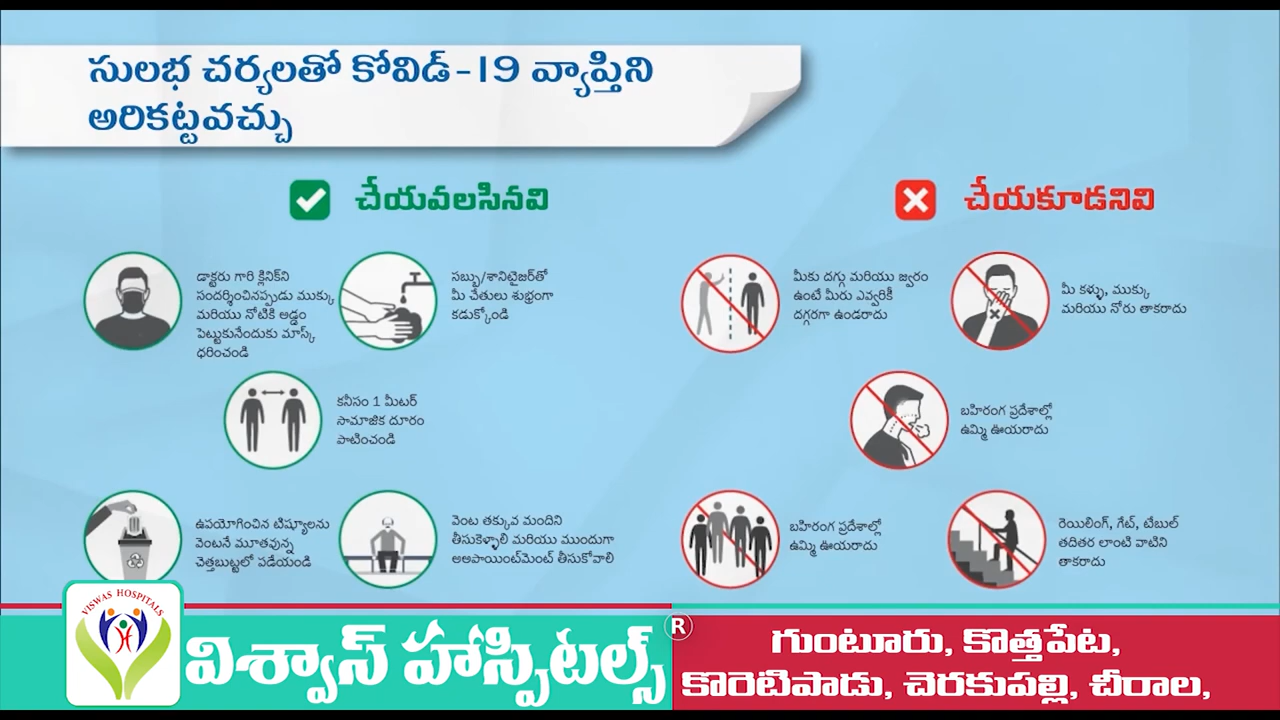 సులభ చర్యలతో కోవిడ్-19 వ్యాప్తిని
అరికట్టవచ్చు
చేయవలసినవి
డాక్టరు గారి క్లినిక్‌ని
సందర్శించినప్పుడు ముక్కు
మరియు నోటికి అడ్డం
పెట్టుకునేందుకు మాస్క్
ధరించండి
సబ్బు/శానిటైజర్‌తో
మీ చేతులు శుభ్రంగా
కడుక్కోండి
కనీసం 1 మీటర్
సామాజిక దూరం
పాటించండి
ఉపయోగించిన టిష్యూలను
వెంటనే మూతవున్న
చెత్తబుట్టలో పడేయండి
వెంట తక్కువ మందిని
తీసుకెళ్ళాలి మరియు ముందుగా
అఅపాయింట్‌మెంట్ తీసుకోవాలి
చేయకూడనివి
మీకు దగ్గు మరియు జ్వరం
ఉంటే మీరు ఎవ్వరికీ
దగ్గరగా ఉండరాదు
మీ కళ్ళు, ముక్కు
మరియు నోరు తాకరాదు
బహిరంగ ప్రదేశాల్లో
ఉమ్మి ఊయరాదు
బహిరంగ ప్రదేశాల్లో
ఉమ్మి ఊయరాదు
రెయిలింగ్, గేట్, టేబుల్
తదితర లాంటి వాటిని
తాకరాదు
VISWAS HOSPITALS
విశ్వాస్ హాస్పిటల్స్ ®
గుంటూరు, కొత్తపేట,
కొరెటిపాడు, చెరకుపల్లి, చీరాల,